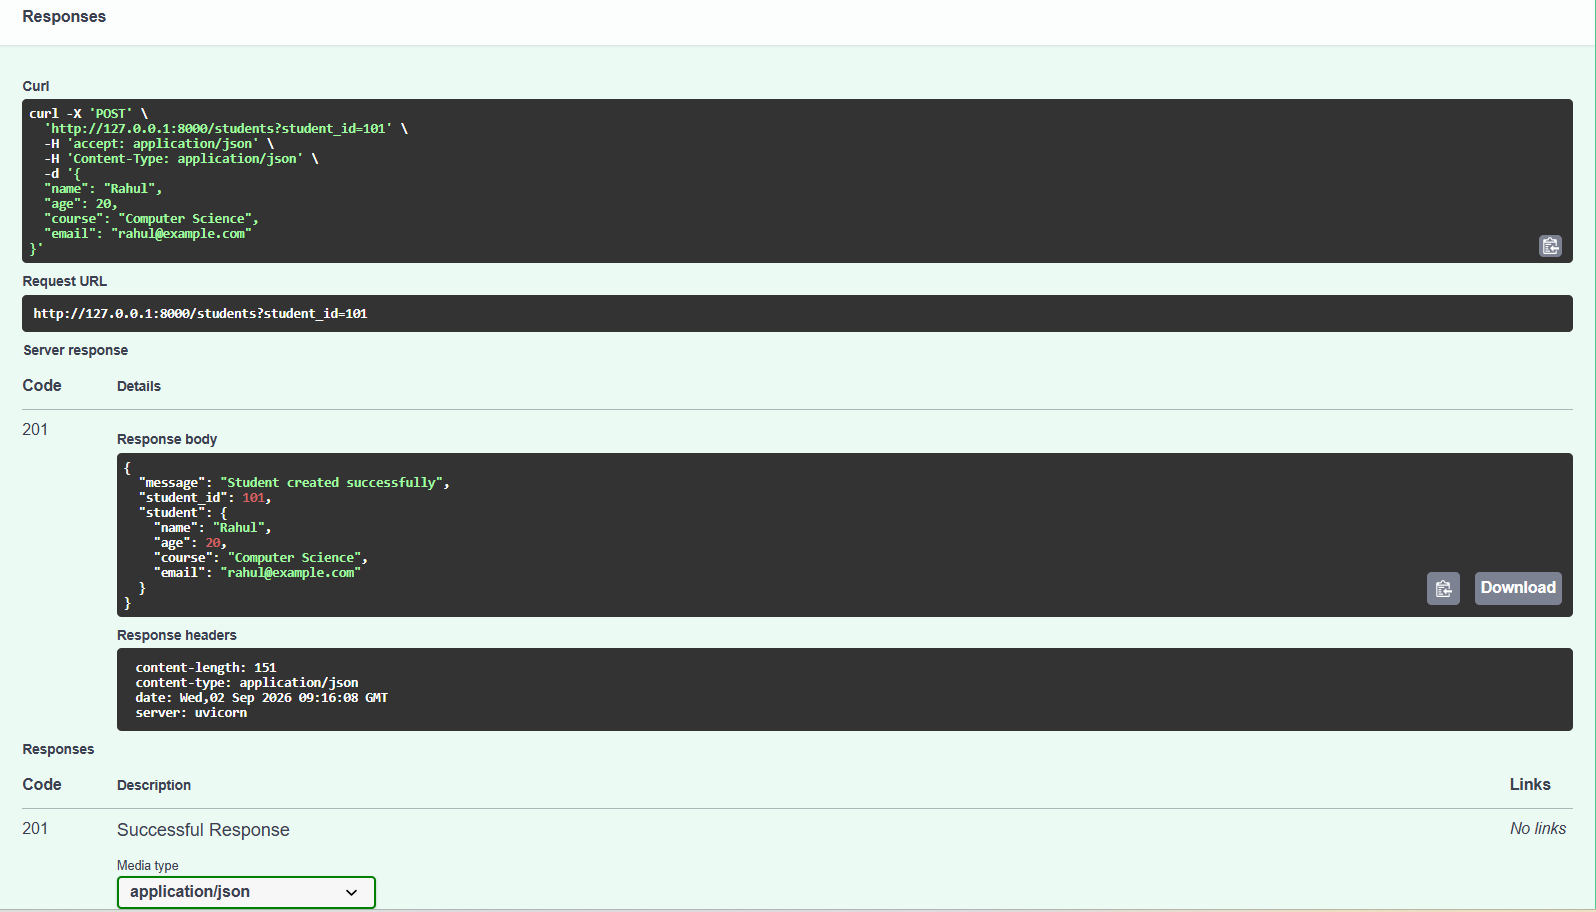 Responses
Curl
curl -X 'POST' \
  'http://127.0.0.1:8000/students?student_id=101' \
  -H 'accept: application/json' \
  -H 'Content-Type: application/json' \
  -d '{
  "name": "Rahul",
  "age": 20,
  "course": "Computer Science",
  "email": "rahul@example.com"
}'
Request URL
http://127.0.0.1:8000/students?student_id=101
Server response
Code Details
201
Response body
{
  "message": "Student created successfully",
  "student_id": 101,
  "student": {
    "name": "Rahul",
    "age": 20,
    "course": "Computer Science",
    "email": "rahul@example.com"
  }
}
Download
Response headers
content-length: 151
content-type: application/json
date: Wed,02 Sep 2026 09:16:08 GMT
server: uvicorn
Responses
Code Description Links
201 Successful Response No links
Media type
application/json